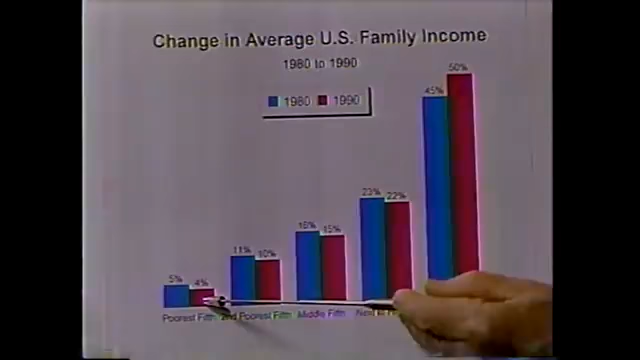 Change in Average U.S. Family Income
1980 to 1990
1980 1990
45% 50%
23% 22%
16% 15%
11% 10%
5% 4%
Poorest Fifth 2nd Poorest Fifth Middle Fifth Next